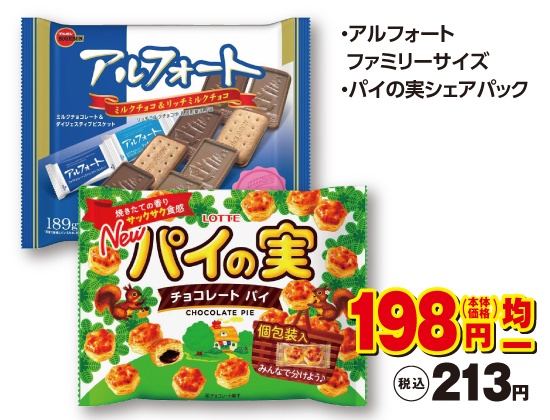 ・アルフォート
ファミリーサイズ
・パイの実シェアパック
アルフォート
ミルクチョコ&リッチミルクチョコ
ミルクチョコレート&
ダイジェスティブビスケット
アルフォート
189g
焼きたての香り
サックサク食感
LOTTE
New
パイの実
チョコレート パイ
CHOCOLATE PIE
個包装入
みんなで分けよう♪
198円
本体価格
均一
税込213円